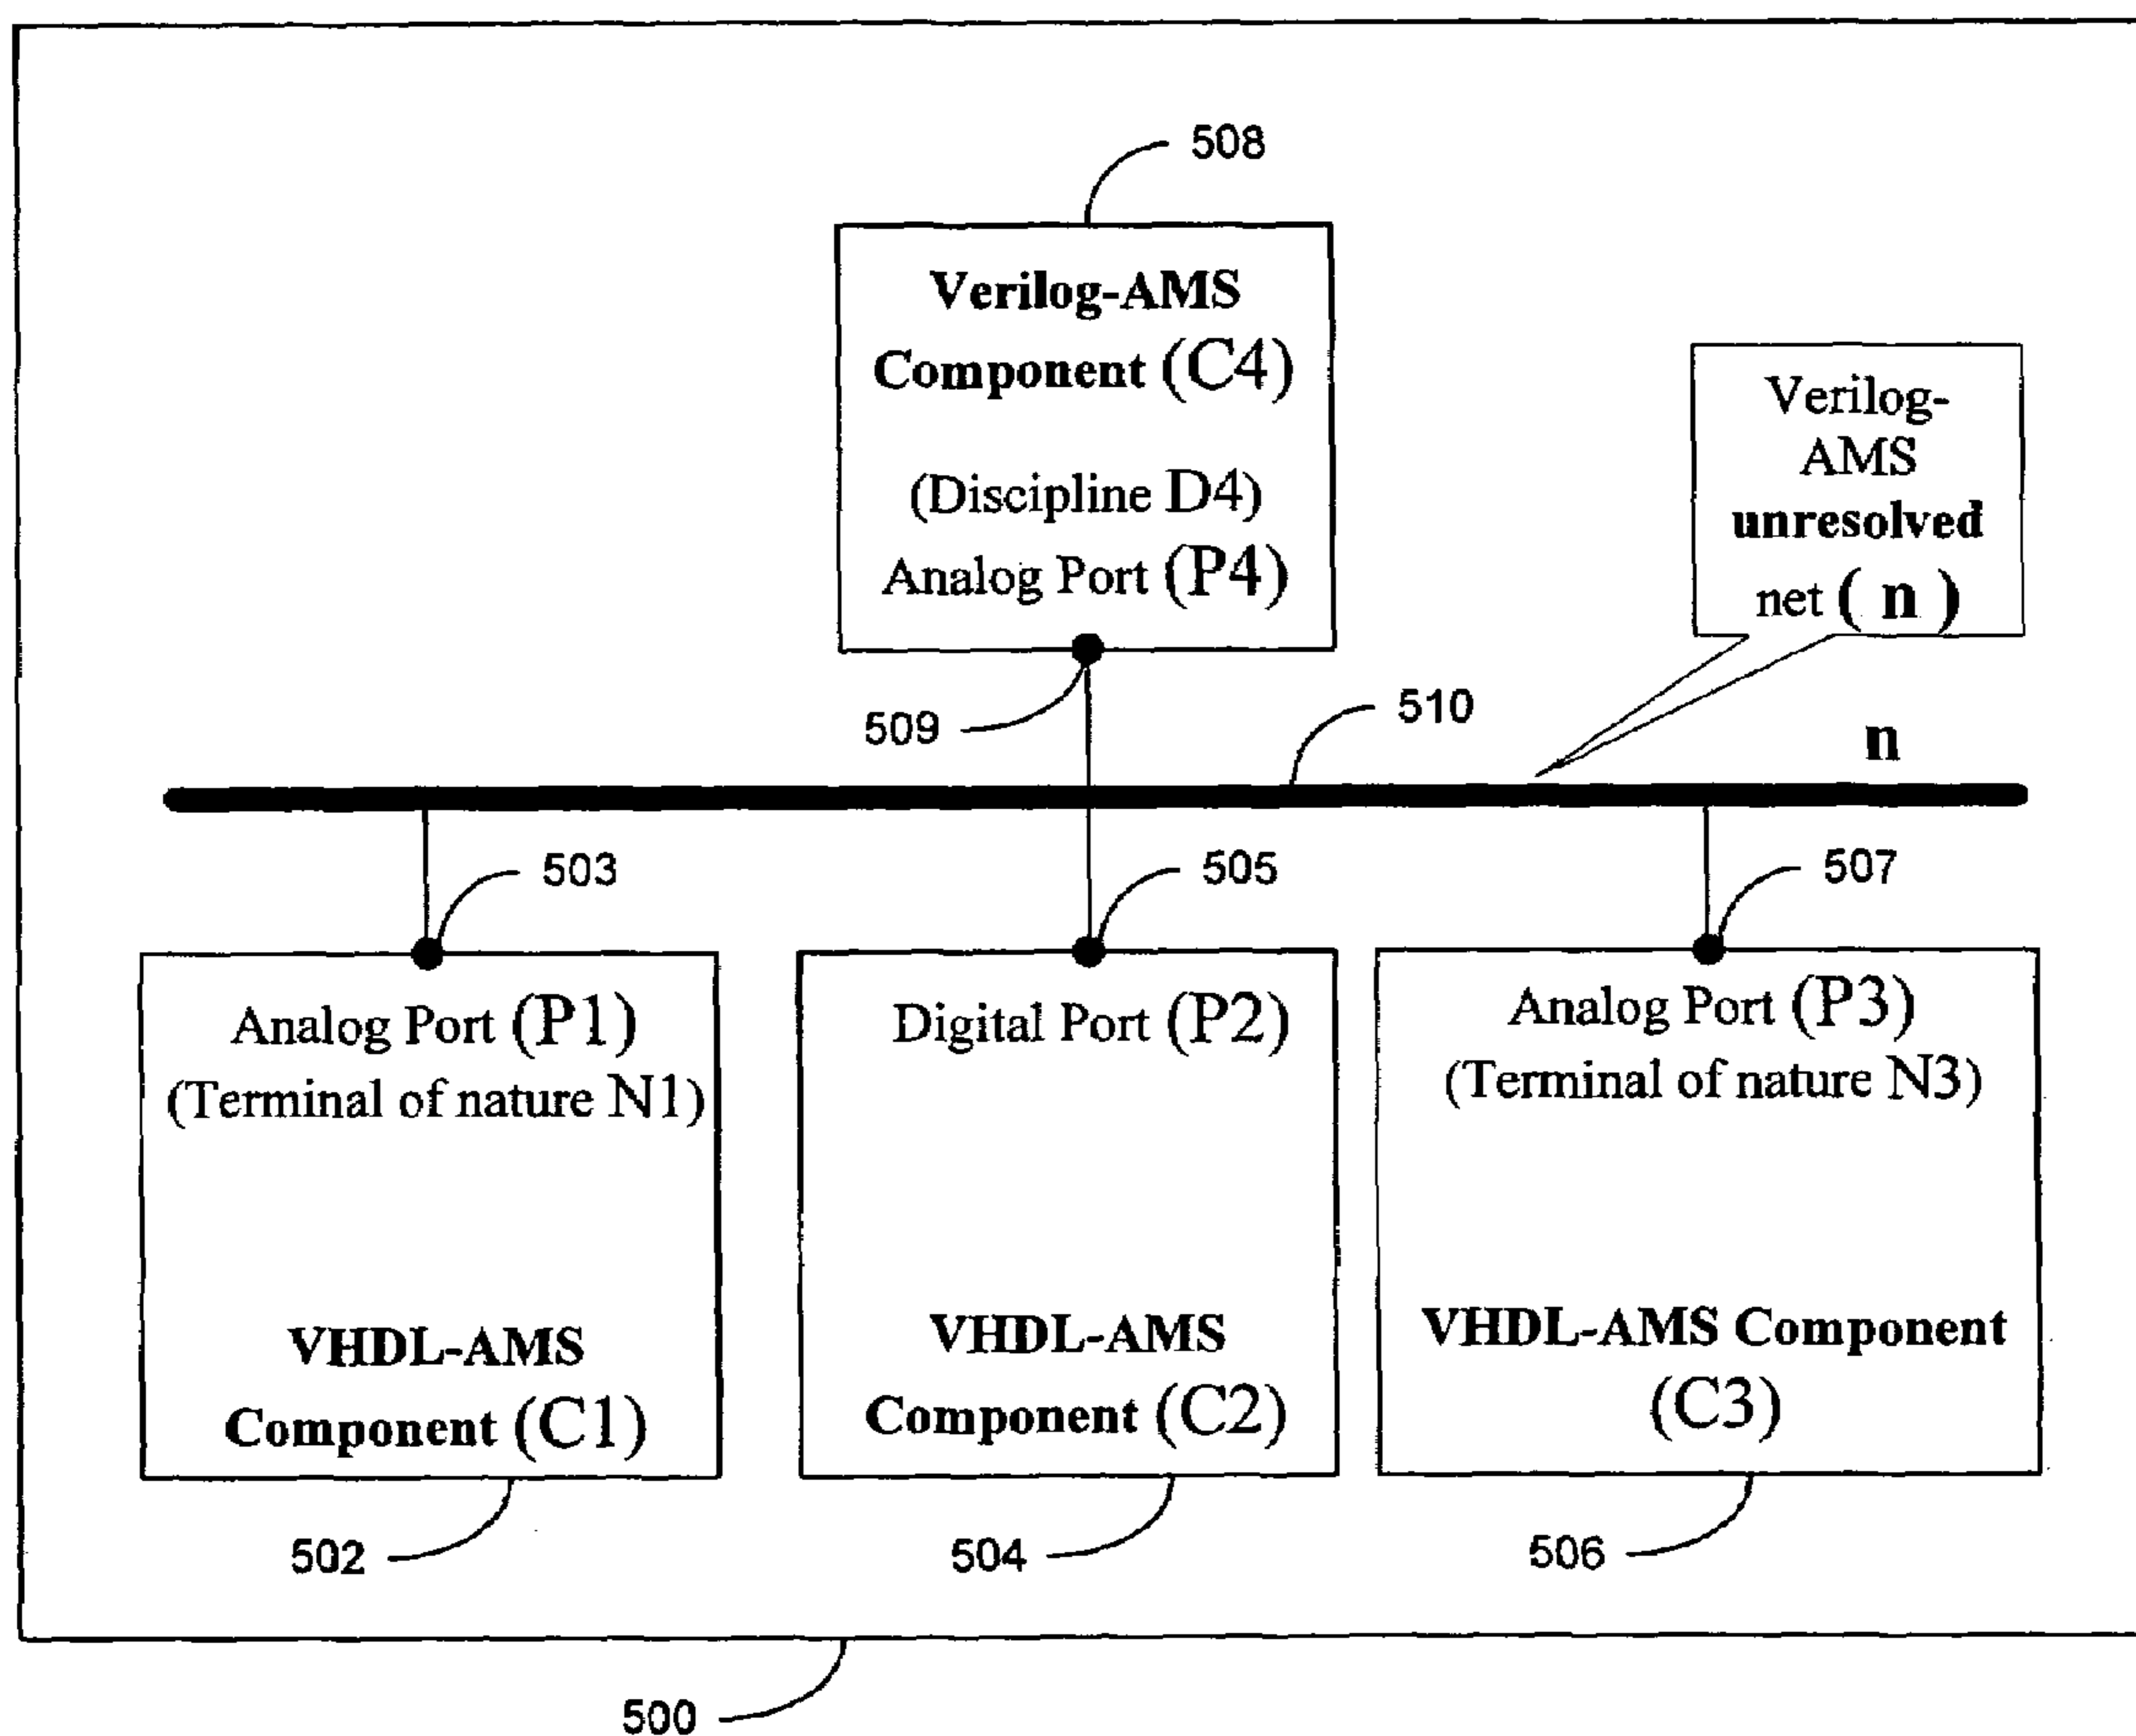 508
Verilog-AMS
Component (C4)
(Discipline D4)
Analog Port (P4)
Verilog-
AMS
unresolved
net ( n )
509
510
n
503
505
507
Analog Port (P1)
(Terminal of nature N1)
VHDL-AMS
Component (C1)
Digital Port (P2)
VHDL-AMS
Component (C2)
Analog Port (P3)
(Terminal of nature N3)
VHDL-AMS Component
(C3)
502
504
506
500